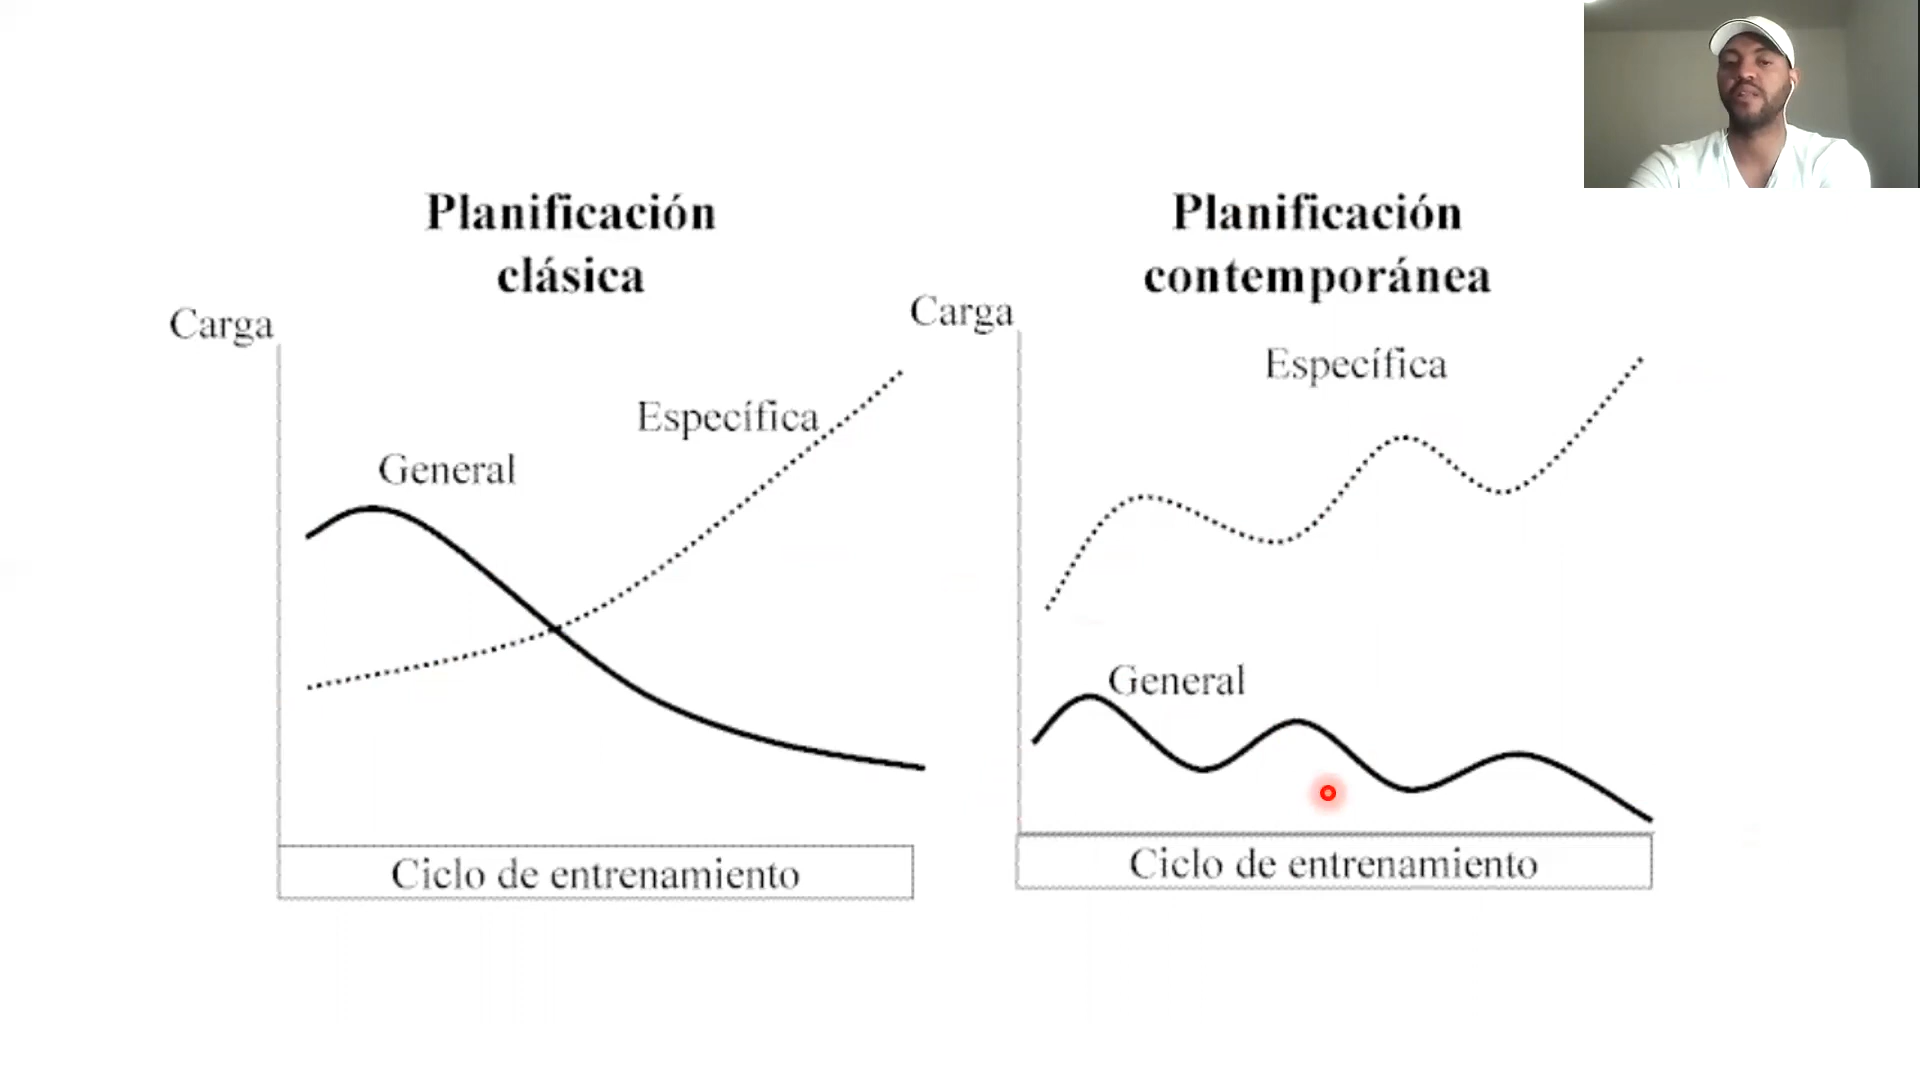 Planificación
clásica
Carga
Específica
General
Ciclo de entrenamiento
Planificación
contemporánea
Carga
Específica
General
Ciclo de entrenamiento